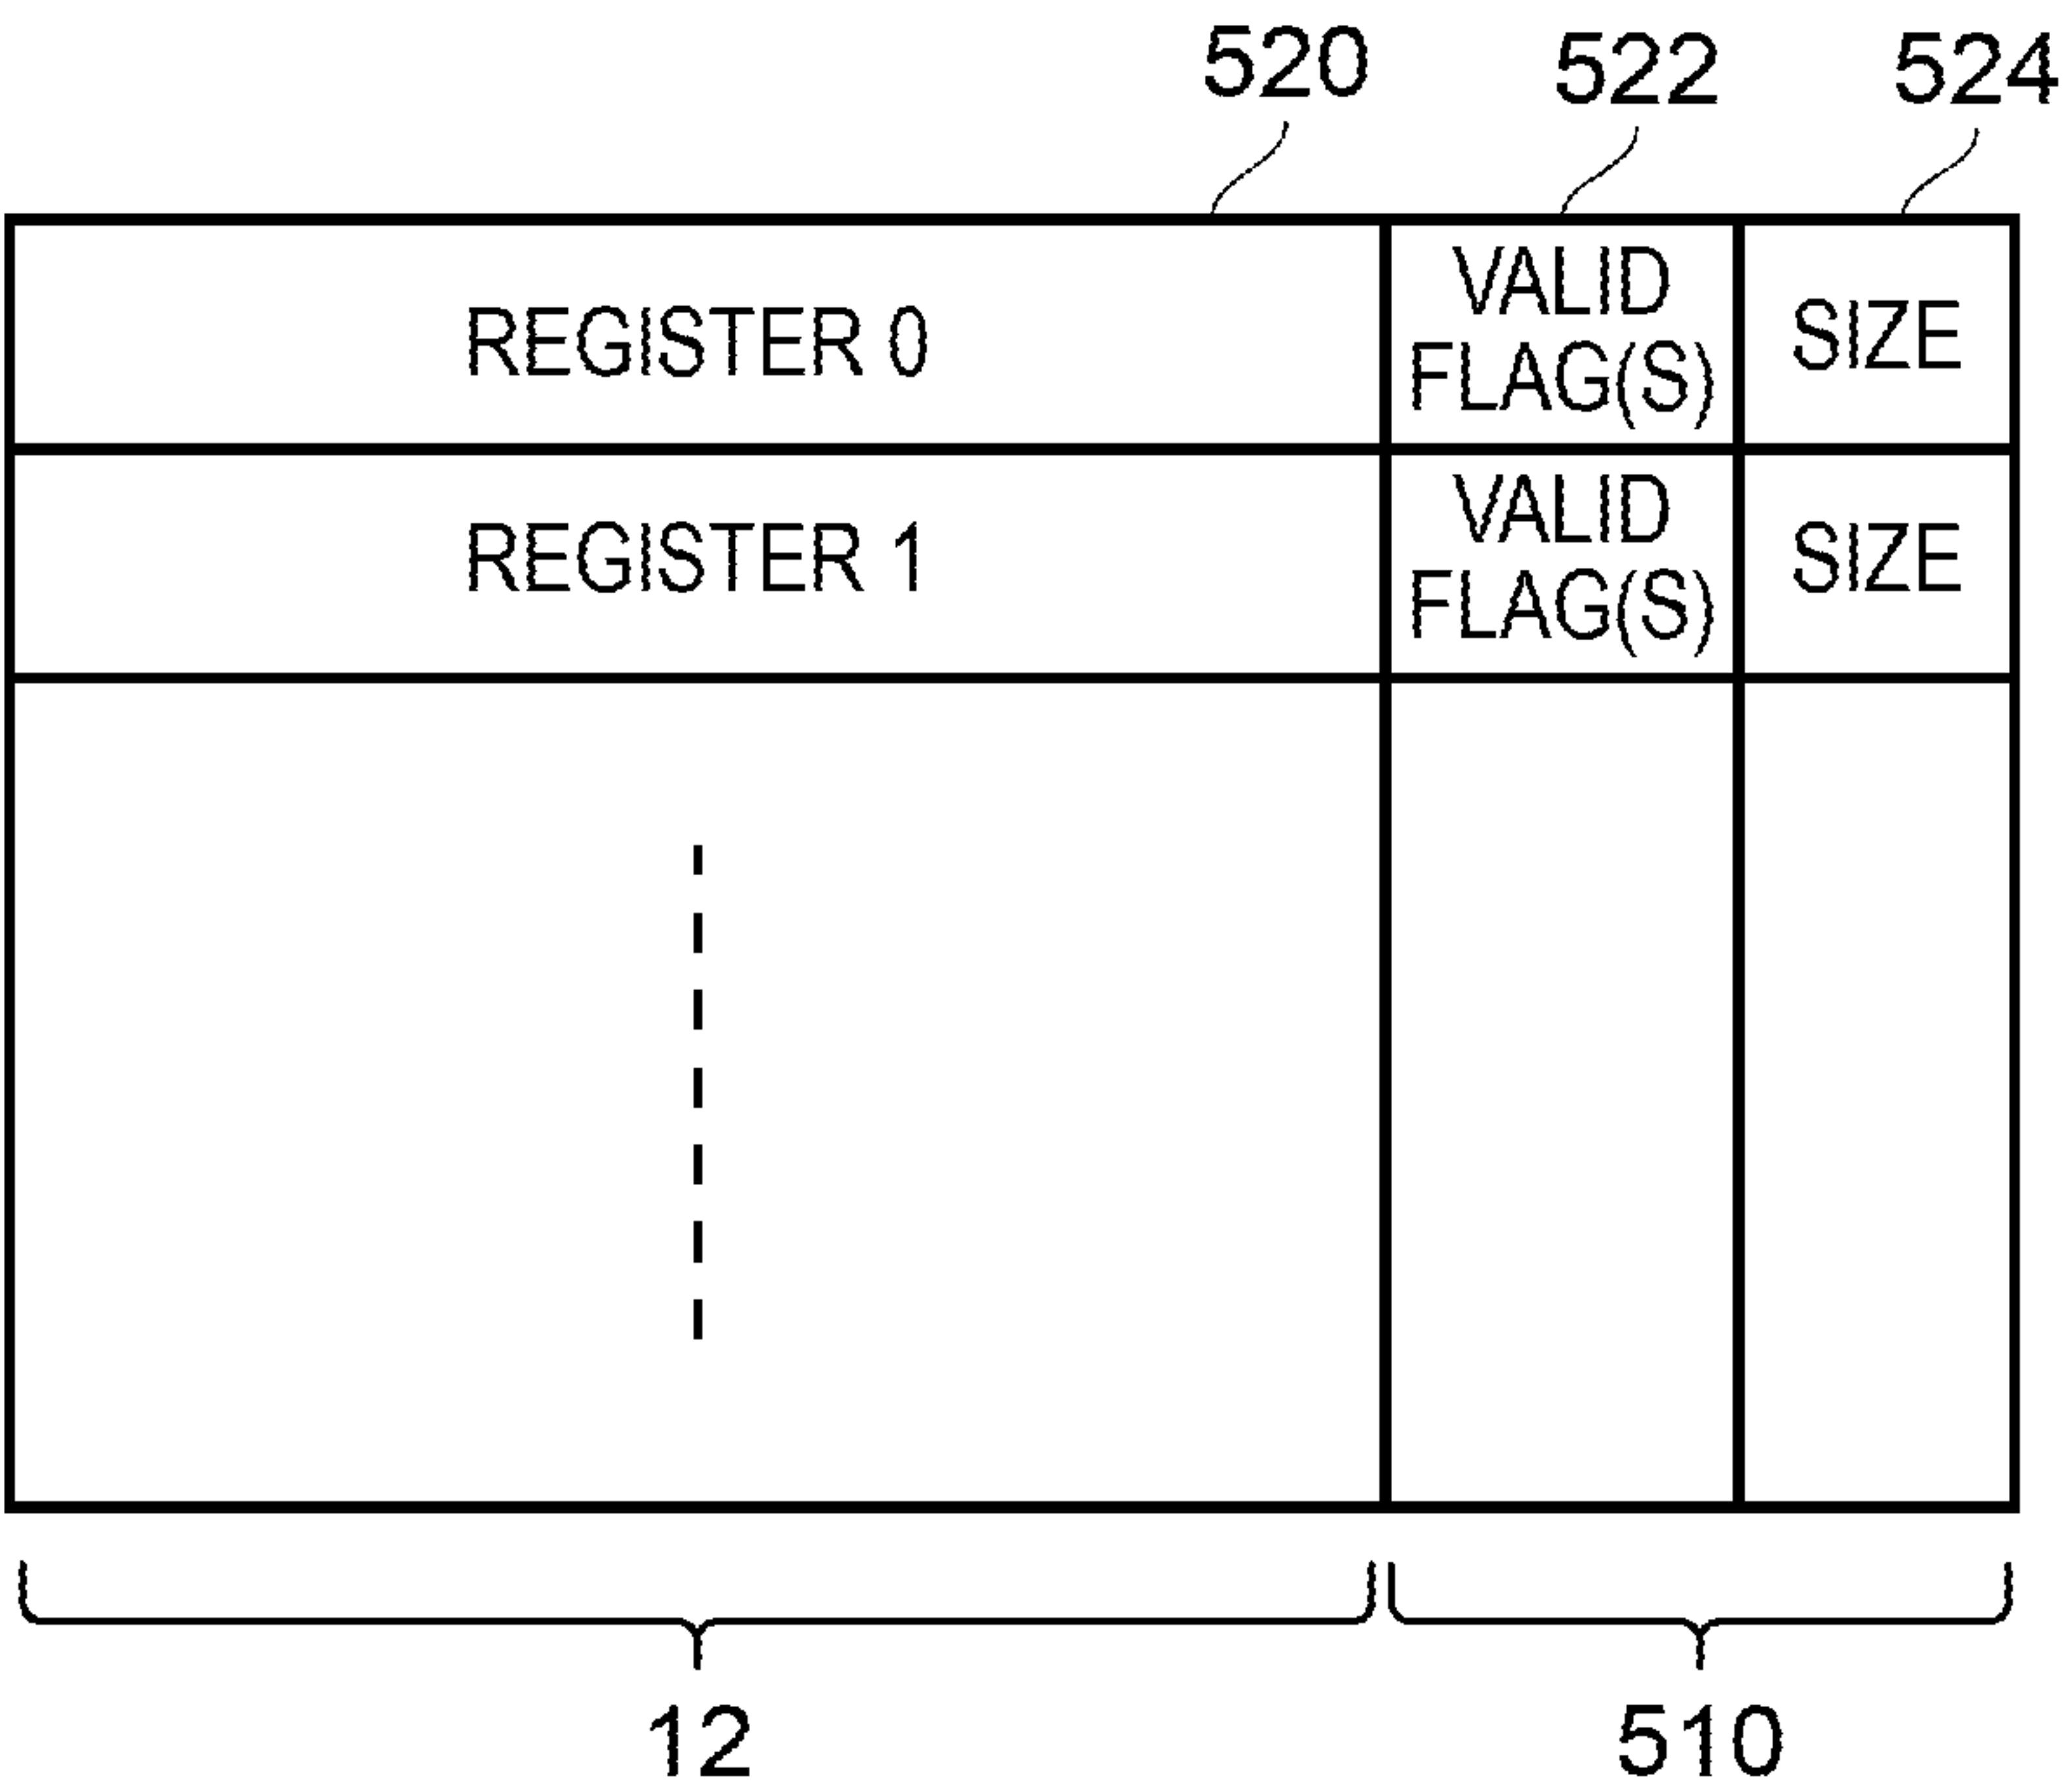 520 522 524
REGISTER 0
VALID
FLAG(S)
SIZE
REGISTER 1
VALID
FLAG(S)
SIZE
12 510